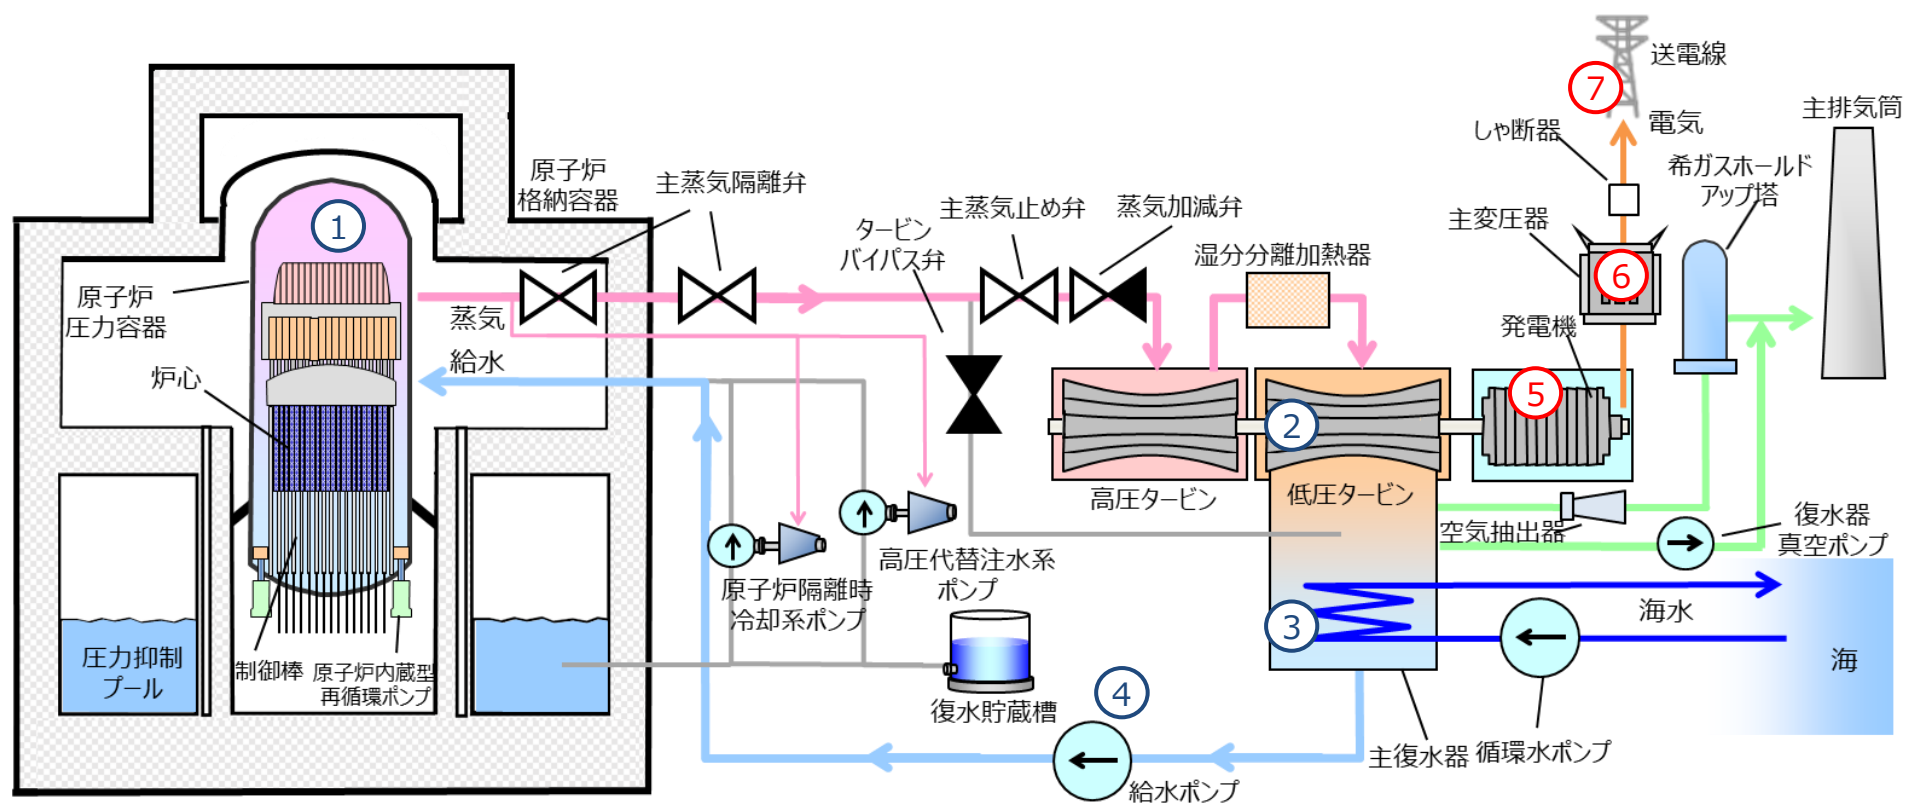 送電線
⑦
主排気筒
電気
しゃ断器
希ガスホールド
アップ塔
原子炉
格納容器
主蒸気隔離弁
①
主蒸気止め弁
蒸気加減弁
主変圧器
タービン
バイパス弁
湿分分離加熱器
⑥
原子炉
圧力容器
蒸気
発電機
給水
炉心
⑤
②
高圧タービン
低圧タービン
空気抽出器
復水器
真空ポンプ
高圧代替注水系
ポンプ
原子炉隔離時
冷却系ポンプ
海水
③
圧力抑制
プール
制御棒
原子炉内蔵型
再循環ポンプ
海
④
復水貯蔵槽
主復水器
循環水ポンプ
給水ポンプ